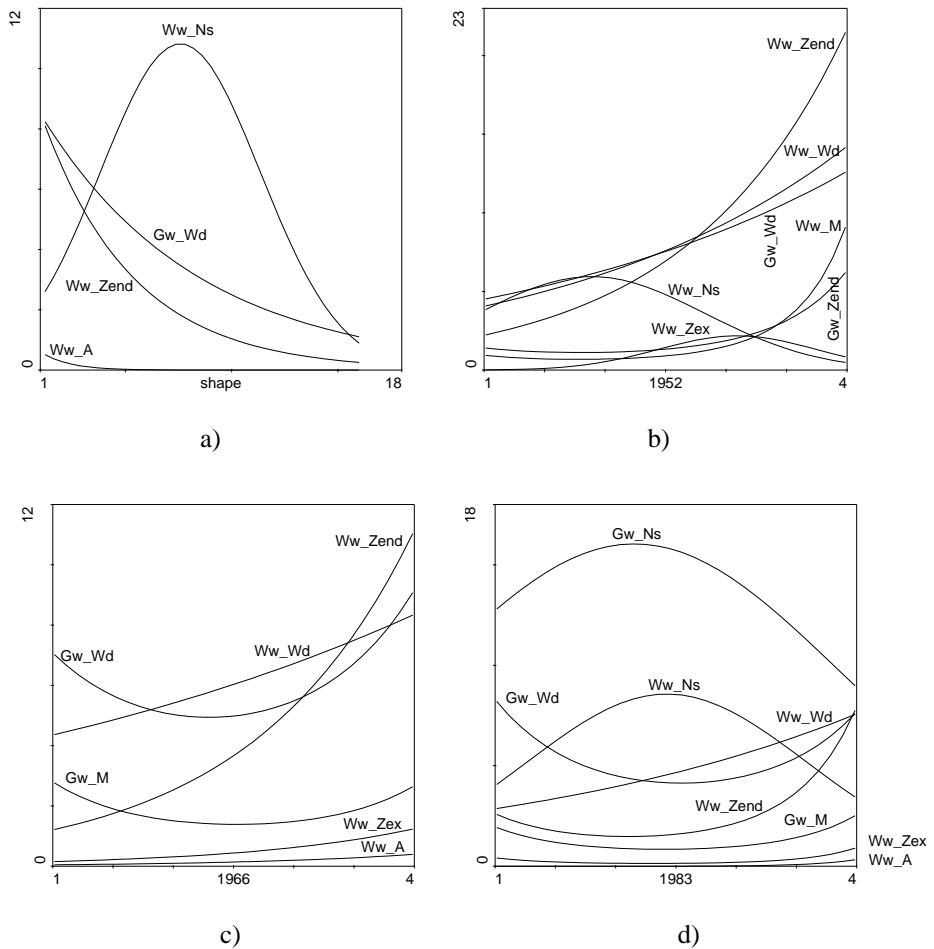 12
Ww_Ns
Gw_Wd
Ww_Zend
Ww_A
0
1
shape
18
a)
23
Ww_Zend
Ww_Wd
Gw_Wd
Ww_M
Ww_Ns
Gw_Zend
Ww_Zex
0
1
1952
4
b)
12
Ww_Zend
Gw_Wd
Ww_Wd
Gw_M
Ww_Zex
Ww_A
0
1
1966
4
c)
18
Gw_Ns
Gw_Wd
Ww_Ns
Ww_Wd
Ww_Zend
Gw_M
Ww_Zex
Ww_A
0
1
1983
4
d)